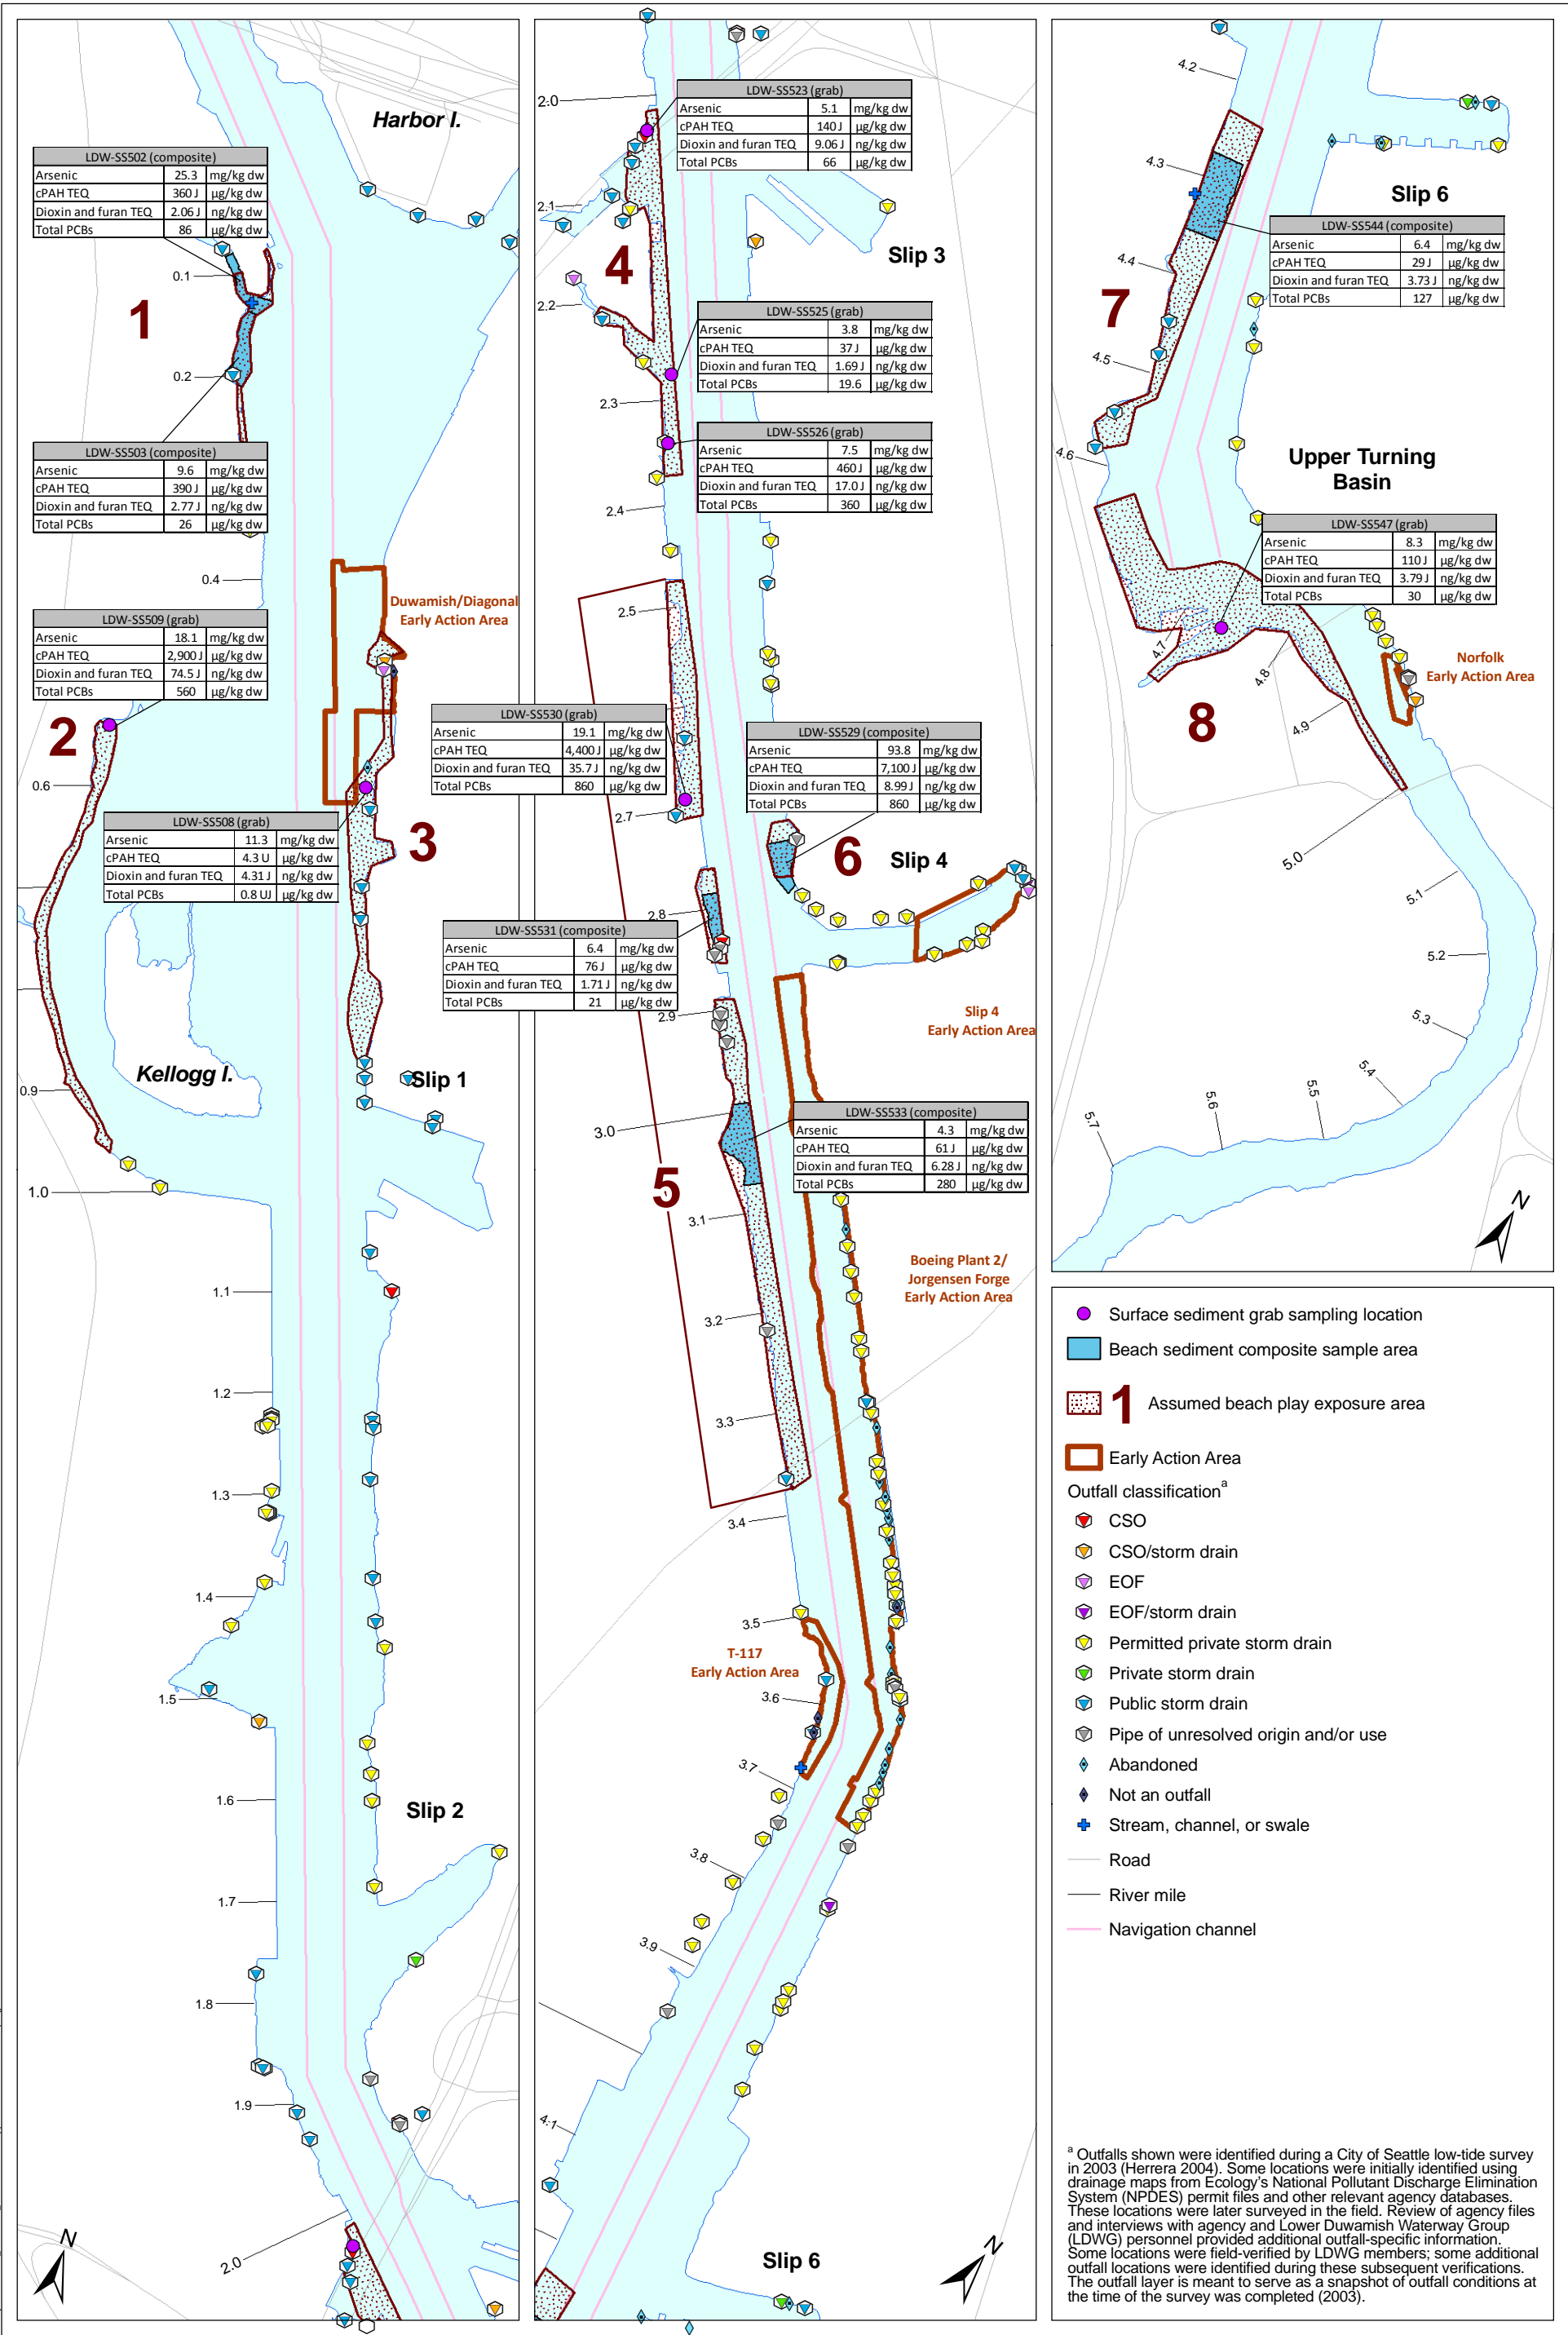 Harbor I.
LDW-SS502 (composite)
Arsenic 25.3 mg/kg dw
cPAH TEQ 360 J µg/kg dw
Dioxin and furan TEQ 2.06 J ng/kg dw
Total PCBs 86 µg/kg dw
0.1
1
0.2
LDW-SS503 (composite)
Arsenic 9.6 mg/kg dw
cPAH TEQ 390 J µg/kg dw
Dioxin and furan TEQ 2.77 J ng/kg dw
Total PCBs 26 µg/kg dw
0.4
Duwamish/Diagonal
Early Action Area
LDW-SS509 (grab)
Arsenic 18.1 mg/kg dw
cPAH TEQ 2,900 J µg/kg dw
Dioxin and furan TEQ 74.5 J ng/kg dw
Total PCBs 560 µg/kg dw
2
0.6
LDW-SS508 (grab)
Arsenic 11.3 mg/kg dw
cPAH TEQ 4.3 U µg/kg dw
Dioxin and furan TEQ 4.31 J ng/kg dw
Total PCBs 0.8 UJ µg/kg dw
3
Kellogg I.
Slip 1
0.9
1.0
1.1
1.2
1.3
1.4
1.5
1.6
Slip 2
1.7
1.8
1.9
2.0
N
2.0
LDW-SS523 (grab)
Arsenic 5.1 mg/kg dw
cPAH TEQ 140 J µg/kg dw
Dioxin and furan TEQ 9.06 J ng/kg dw
Total PCBs 66 µg/kg dw
2.1
4
Slip 3
2.2
LDW-SS525 (grab)
Arsenic 3.8 mg/kg dw
cPAH TEQ 37 J µg/kg dw
Dioxin and furan TEQ 1.69 J ng/kg dw
Total PCBs 19.6 µg/kg dw
2.3
LDW-SS526 (grab)
Arsenic 7.5 mg/kg dw
cPAH TEQ 460 J µg/kg dw
Dioxin and furan TEQ 17.0 J ng/kg dw
Total PCBs 360 µg/kg dw
2.4
2.5
LDW-SS530 (grab)
Arsenic 19.1 mg/kg dw
cPAH TEQ 4,400 J µg/kg dw
Dioxin and furan TEQ 35.7 J ng/kg dw
Total PCBs 860 µg/kg dw
LDW-SS529 (composite)
Arsenic 93.8 mg/kg dw
cPAH TEQ 7,100 J µg/kg dw
Dioxin and furan TEQ 8.99 J ng/kg dw
Total PCBs 860 µg/kg dw
2.7
6
Slip 4
2.8
LDW-SS531 (composite)
Arsenic 6.4 mg/kg dw
cPAH TEQ 76 J µg/kg dw
Dioxin and furan TEQ 1.71 J ng/kg dw
Total PCBs 21 µg/kg dw
2.9
Slip 4
Early Action Area
3.0
LDW-SS533 (composite)
Arsenic 4.3 mg/kg dw
cPAH TEQ 61 J µg/kg dw
Dioxin and furan TEQ 6.28 J ng/kg dw
Total PCBs 280 µg/kg dw
5
3.1
Boeing Plant 2/
Jorgensen Forge
Early Action Area
3.2
3.3
3.4
3.5
T-117
Early Action Area
3.6
3.7
3.8
3.9
4.1
Slip 6
N
4.2
4.3
Slip 6
LDW-SS544 (composite)
Arsenic 6.4 mg/kg dw
cPAH TEQ 29 J µg/kg dw
Dioxin and furan TEQ 3.73 J ng/kg dw
Total PCBs 127 µg/kg dw
4.4
7
4.5
4.6
Upper Turning
Basin
LDW-SS547 (grab)
Arsenic 8.3 mg/kg dw
cPAH TEQ 110 J µg/kg dw
Dioxin and furan TEQ 3.79 J ng/kg dw
Total PCBs 30 µg/kg dw
4.7
4.8
Norfolk
Early Action Area
8
4.9
5.0
5.1
5.2
5.3
5.4
5.5
5.6
5.7
N
Surface sediment grab sampling location
Beach sediment composite sample area
1 Assumed beach play exposure area
Early Action Area
Outfall classification a
CSO
CSO/storm drain
EOF
EOF/storm drain
Permitted private storm drain
Private storm drain
Public storm drain
Pipe of unresolved origin and/or use
Abandoned
Not an outfall
Stream, channel, or swale
Road
River mile
Navigation channel
a Outfalls shown were identified during a City of Seattle low-tide survey
in 2003 (Herrera 2004). Some locations were initially identified using
drainage maps from Ecology's National Pollutant Discharge Elimination
System (NPDES) permit files and other relevant agency databases.
These locations were later surveyed in the field. Review of agency files
and interviews with agency and Lower Duwamish Waterway Group
(LDWG) personnel provided additional outfall-specific information.
Some locations were field-verified by LDWG members; some additional
outfall locations were identified during these subsequent verifications.
The outfall layer is meant to serve as a snapshot of outfall conditions at
the time of the survey was completed (2003).